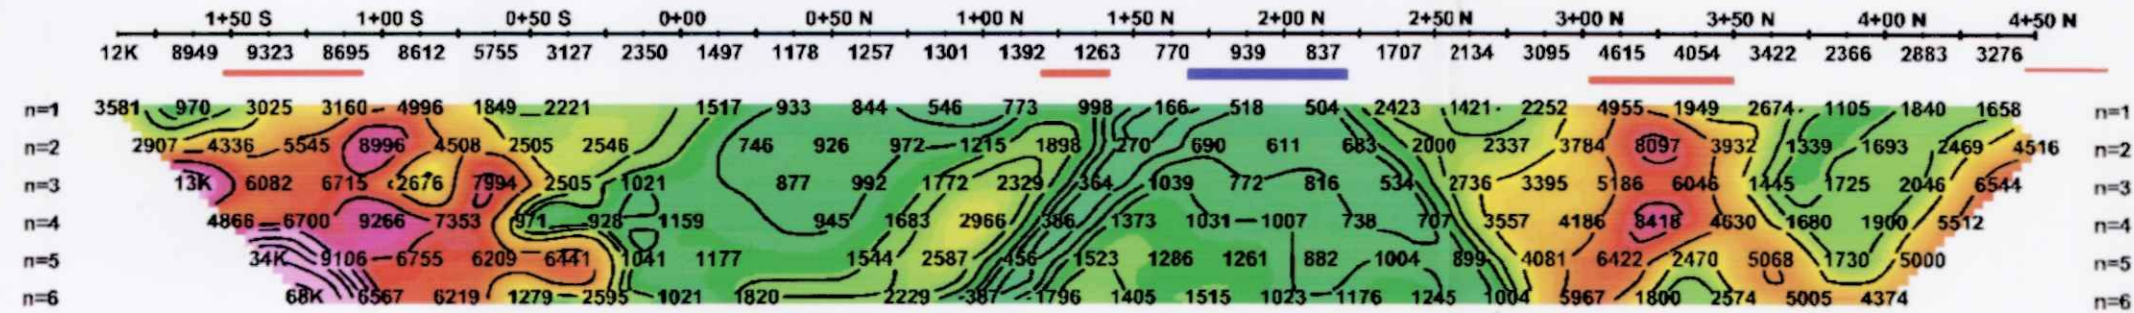 1+50 S 1+00 S 0+50 S 0+00 0+50 N 1+00 N 1+50 N 2+00 N 2+50 N 3+00 N 3+50 N 4+00 N 4+50 N
12K 8949 9323 8695 8612 5755 3127 2350 1497 1178 1257 1301 1392 1263 770 939 837 1707 2134 3095 4615 4054 3422 2366 2883 3276
n=1 3581 970 3025 3160 4996 1849 2221 1517 933 844 546 773 998 166 518 504 2423 1421 2252 4955 1949 2674 1105 1840 1658 n=1
n=2 2907 4336 5545 8996 4508 2505 2546 746 926 972 1215 1898 270 690 611 683 2000 2337 3784 8097 3932 1339 1693 2469 4516 n=2
n=3 13K 6082 6715 2676 7994 2505 1021 877 992 1772 2329 364 1039 772 816 534 2736 3395 5186 6046 1445 1725 2046 6544 n=3
n=4 4866 6700 9266 7353 971 928 1159 945 1683 2966 386 1373 1031 1007 738 707 3557 4186 8418 4630 1680 1900 5512 n=4
n=5 34K 9106 6755 6209 6441 1041 1177 1544 2587 456 1523 1286 1261 882 1004 899 4081 6422 2470 5068 1730 5000 n=5
n=6 68K 6567 6219 1279 2595 1021 1820 2229 387 1796 1405 1515 1023 1176 1245 1004 5967 1800 2574 5005 4374 n=6